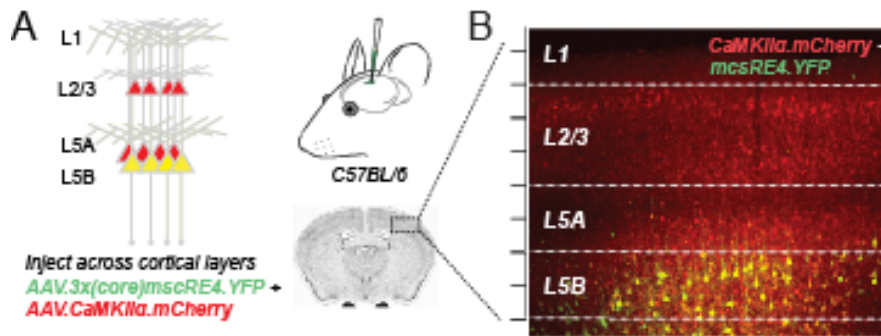 A
L1
L2/3
L5A
L5B
Inject across cortical layers
AAV.3x(core)mscRE4.YFP +
AAV.CaMKIIα.mCherry
C57BL/6
B
CaMKIIα.mCherry +
mcsRE4.YFP
L1
L2/3
L5A
L5B